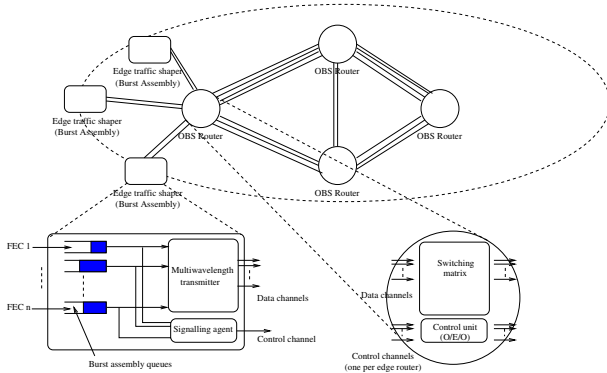 Edge traffic shaper
(Burst Assembly)
OBS Router
Edge traffic shaper
(Burst Assembly)
OBS Router
OBS Router
OBS Router
Edge traffic shaper
(Burst Assembly)
FEC 1
FEC n
Multiwavelength
transmitter
Signalling agent
Data channels
Control channel
Burst assembly queues
Switching
matrix
Data channels
Control unit
(O/E/O)
Control channels
(one per edge router)